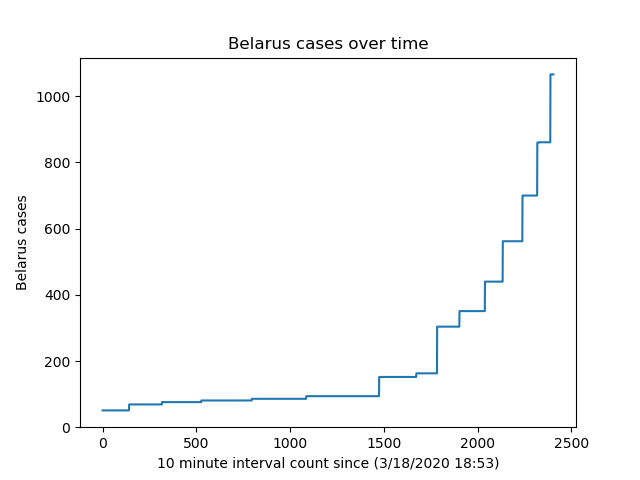 Belarus cases over time
1000
800
600
400
200
0
Belarus cases
0 500 1000 1500 2000 2500
10 minute interval count since (3/18/2020 18:53)